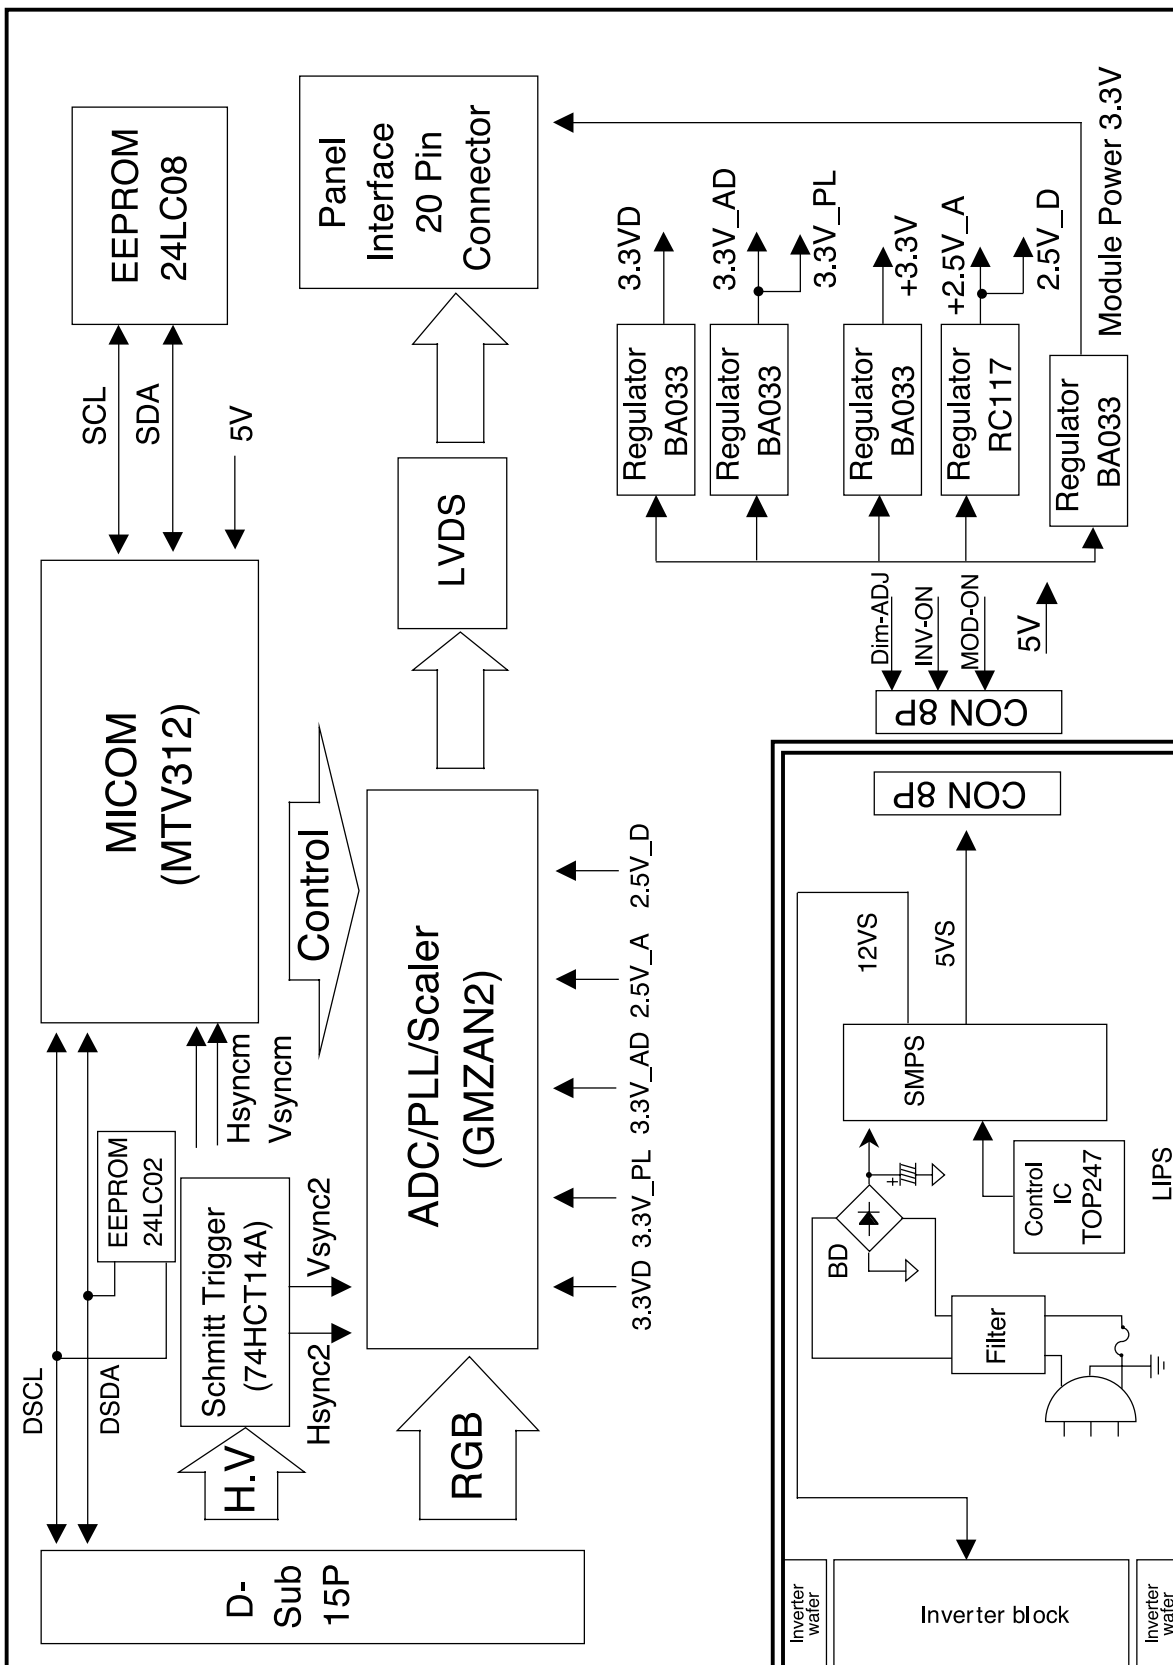 D-
Sub
15P
DSCL
DSDA
EEPROM
24LC02
H.V
Schmitt Trigger
(74HCT14A)
Hsync2
Vsync2
Hsyncm
Vsyncm
MICOM
(MTV312)
SCL
SDA
5V
EEPROM
24LC08
Control
RGB
ADC/PLL/Scaler
(GMZAN2)
LVDS
Panel
Interface
20 Pin
Connector
3.3VD
3.3V_PL
3.3V_AD
2.5V_A
2.5V_D
Regulator
BA033
3.3VD
Regulator
BA033
3.3V_AD
3.3V_PL
Regulator
BA033
+3.3V
Regulator
RC117
+2.5V_A
2.5V_D
Regulator
BA033
Module Power 3.3V
Dim-ADJ
INV-ON
MOD-ON
5V
CON 8P
CON 8P
12VS
5VS
SMPS
BD
+
Control
IC
TOP247
LIPS
Filter
Inverter
wafer
Inverter block
Inverter
wafer